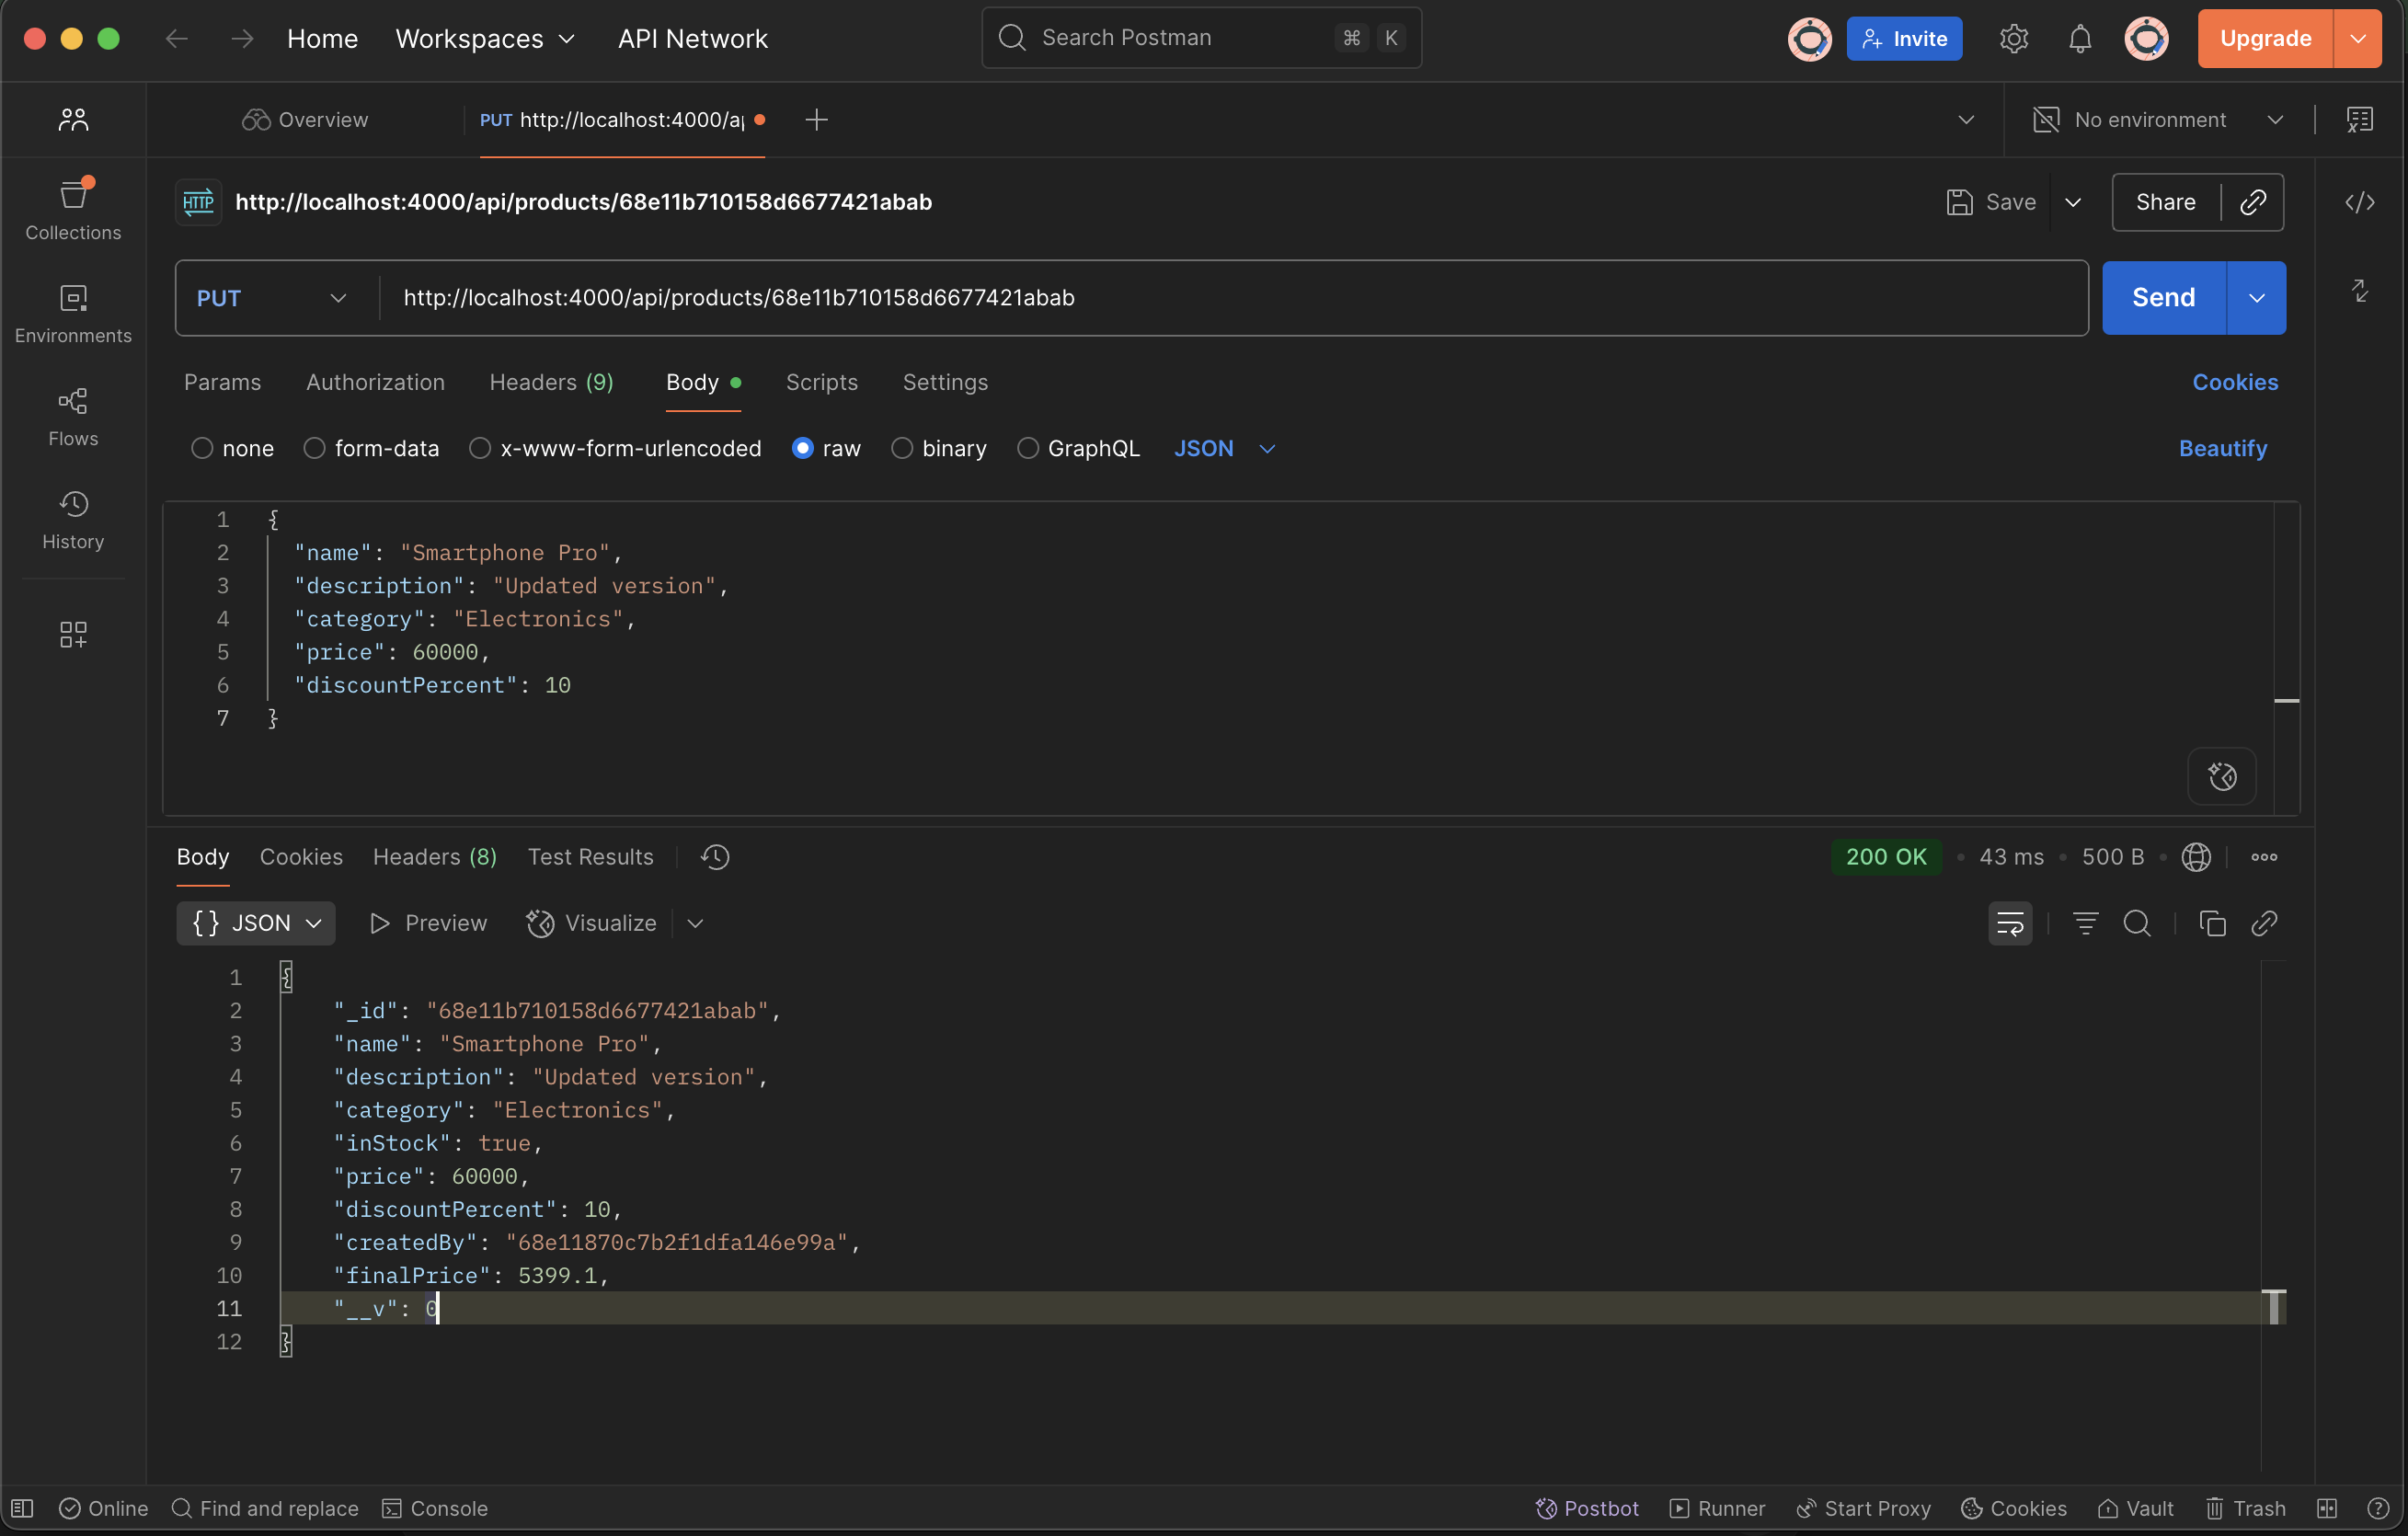 Home Workspaces API Network Search Postman ⌘ K Invite Upgrade
Overview PUT http://localhost:4000/ap No environment
HTTP http://localhost:4000/api/products/68e11b710158d6677421abab Save Share
Collections
Environments
Flows
History
PUT http://localhost:4000/api/products/68e11b710158d6677421abab Send
Params Authorization Headers (9) Body Scripts Settings Cookies
none form-data x-www-form-urlencoded raw binary GraphQL JSON Beautify
1 {
2 "name": "Smartphone Pro",
3 "description": "Updated version",
4 "category": "Electronics",
5 "price": 60000,
6 "discountPercent": 10
7 }
Body Cookies Headers (8) Test Results 200 OK • 43 ms • 500 B •
{} JSON Preview Visualize
1 {
2 "_id": "68e11b710158d6677421abab",
3 "name": "Smartphone Pro",
4 "description": "Updated version",
5 "category": "Electronics",
6 "inStock": true,
7 "price": 60000,
8 "discountPercent": 10,
9 "createdBy": "68e11870c7b2f1dfa146e99a",
10 "finalPrice": 5399.1,
11 "__v": 0
12 }
Online Find and replace Console Postbot Runner Start Proxy Cookies Vault Trash